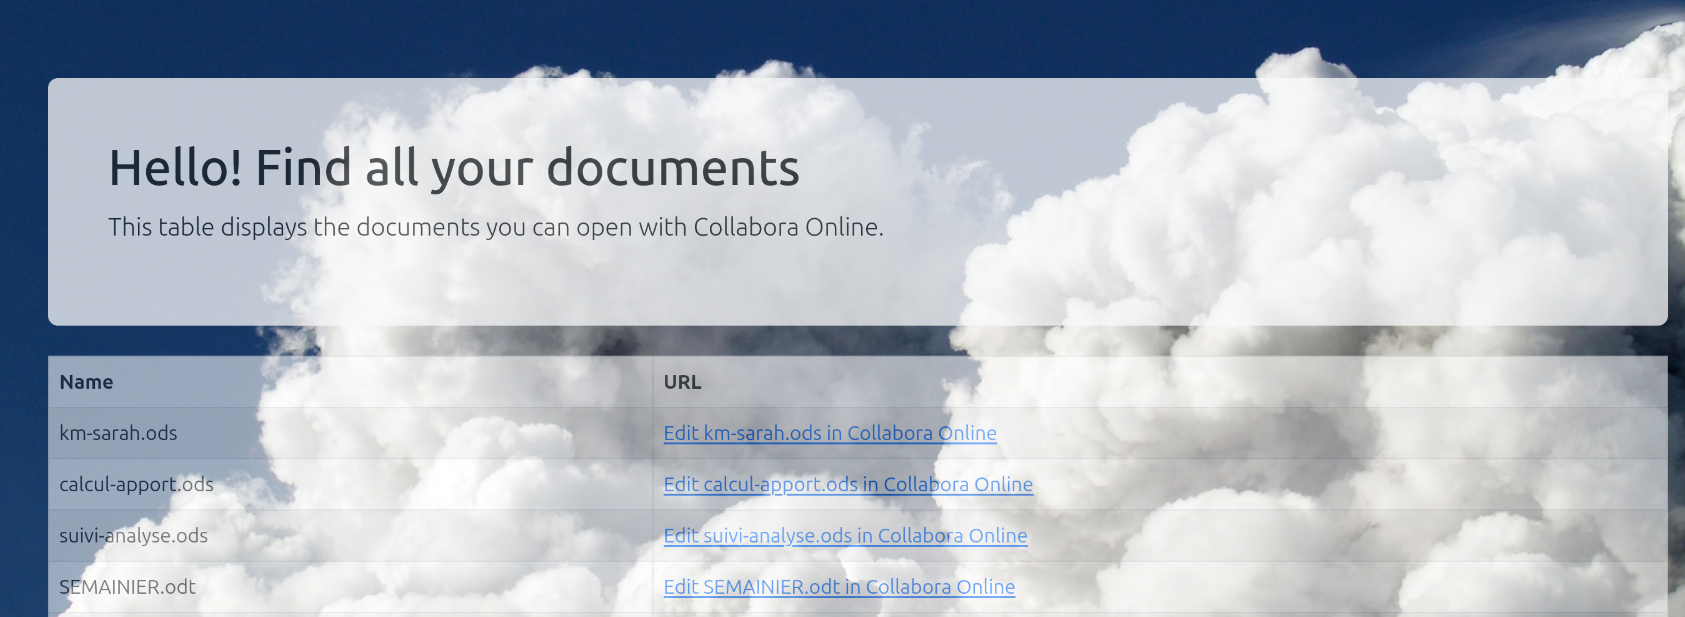 Hello! Find all your documents
This table displays the documents you can open with Collabora Online.
Name URL
km-sarah.ods Edit km-sarah.ods in Collabora Online
calcul-apport.ods Edit calcul-apport.ods in Collabora Online
suivi-analyse.ods Edit suivi-analyse.ods in Collabora Online
SEMAINIER.odt Edit SEMAINIER.odt in Collabora Online